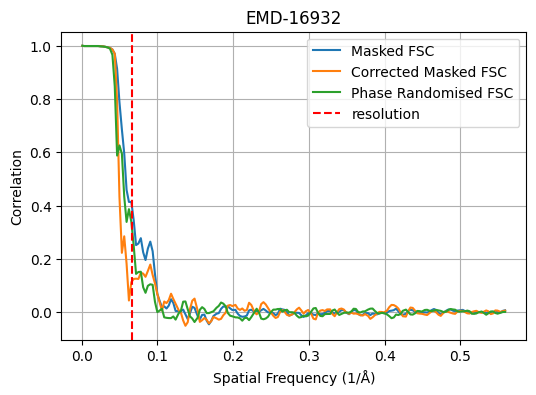 EMD-16932
1.0
0.8
0.6
0.4
0.2
0.0
Correlation
Masked FSC
Corrected Masked FSC
Phase Randomised FSC
resolution
0.0 0.1 0.2 0.3 0.4 0.5
Spatial Frequency (1/Å)